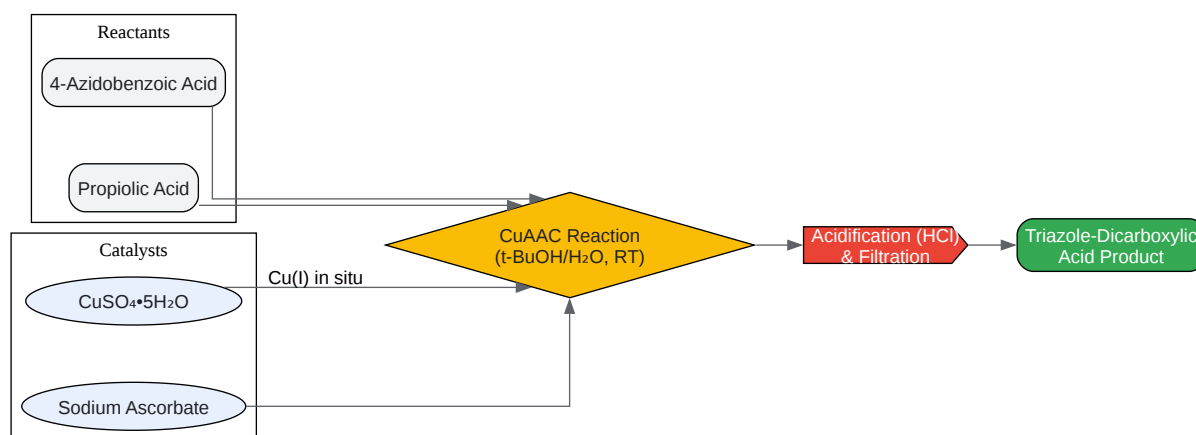 Reactants
4-Azidobenzoic Acid
Propiolic Acid
Catalysts
CuSO₄•5H₂O
Sodium Ascorbate
Cu(I) in situ
CuAAC Reaction
(t-BuOH/H₂O, RT)
Acidification (HCl)
& Filtration
Triazole-Dicarboxylic
Acid Product